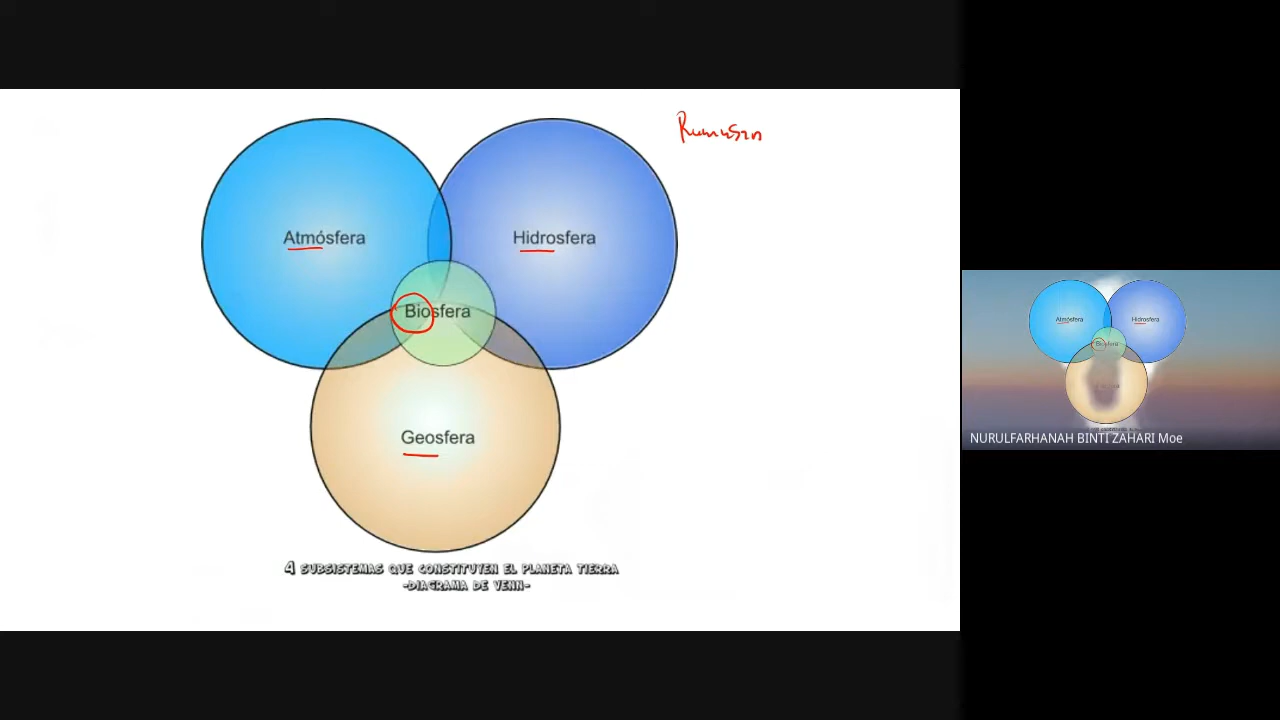 Rumusan
Atmósfera
Hidrosfera
Biosfera
Geosfera
4 SUBSISTEMAS QUE CONSTITUYEN EL PLANETA TIERRA
-DIAGRAMA DE VENN-
Atmósfera
Hidrosfera
Biosfera
NURULFARHANAH BINTI ZAHARI Moe